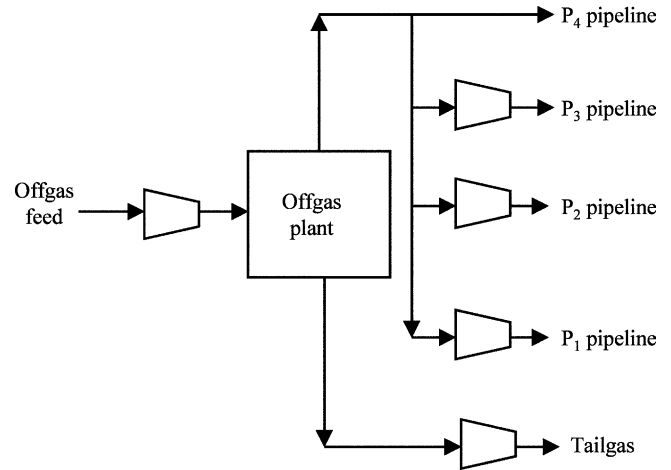 P₄ pipeline
P₃ pipeline
Offgas
feed
Offgas
plant
P₂ pipeline
P₁ pipeline
Tailgas